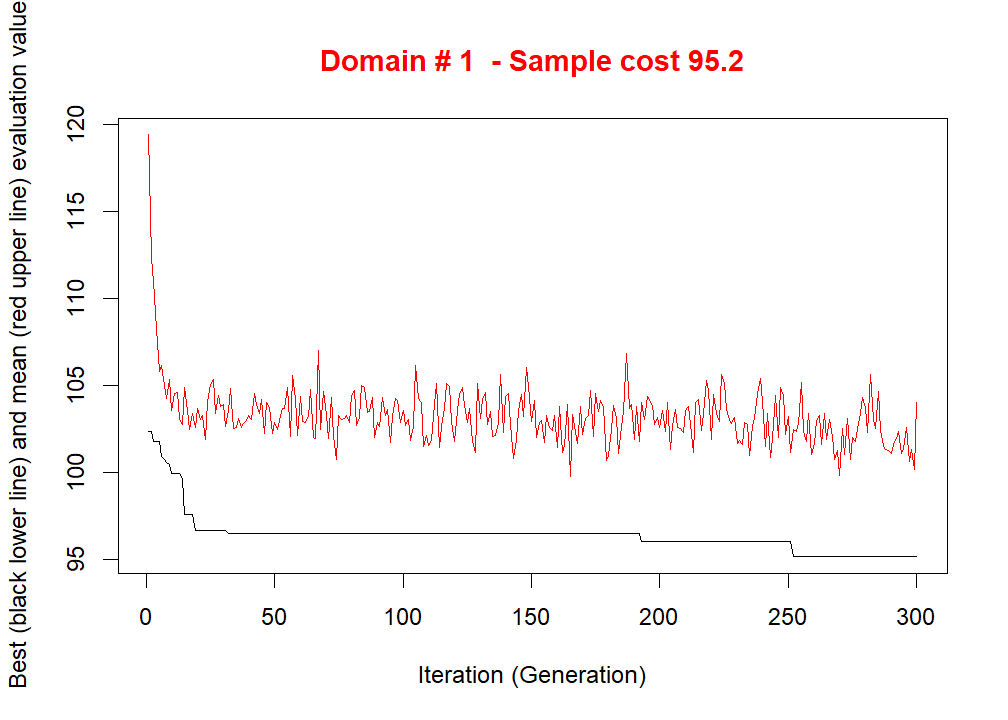 Domain # 1  - Sample cost 95.2
Best (black lower line) and mean (red upper line) evaluation value
120
115
110
105
100
95
0 50 100 150 200 250 300
Iteration (Generation)